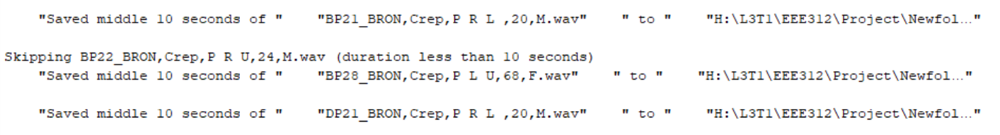 "Saved middle 10 seconds of " "BP21_BRON,Crep,P R L ,20,M.wav" " to " "H:\L3T1\EEE312\Project\Newfol…"
Skipping BP22_BRON,Crep,P R U,24,M.wav (duration less than 10 seconds)
"Saved middle 10 seconds of " "BP28_BRON,Crep,P L U,68,F.wav" " to " "H:\L3T1\EEE312\Project\Newfol…"
"Saved middle 10 seconds of " "DP21_BRON,Crep,P R L ,20,M.wav" " to " "H:\L3T1\EEE312\Project\Newfol…"